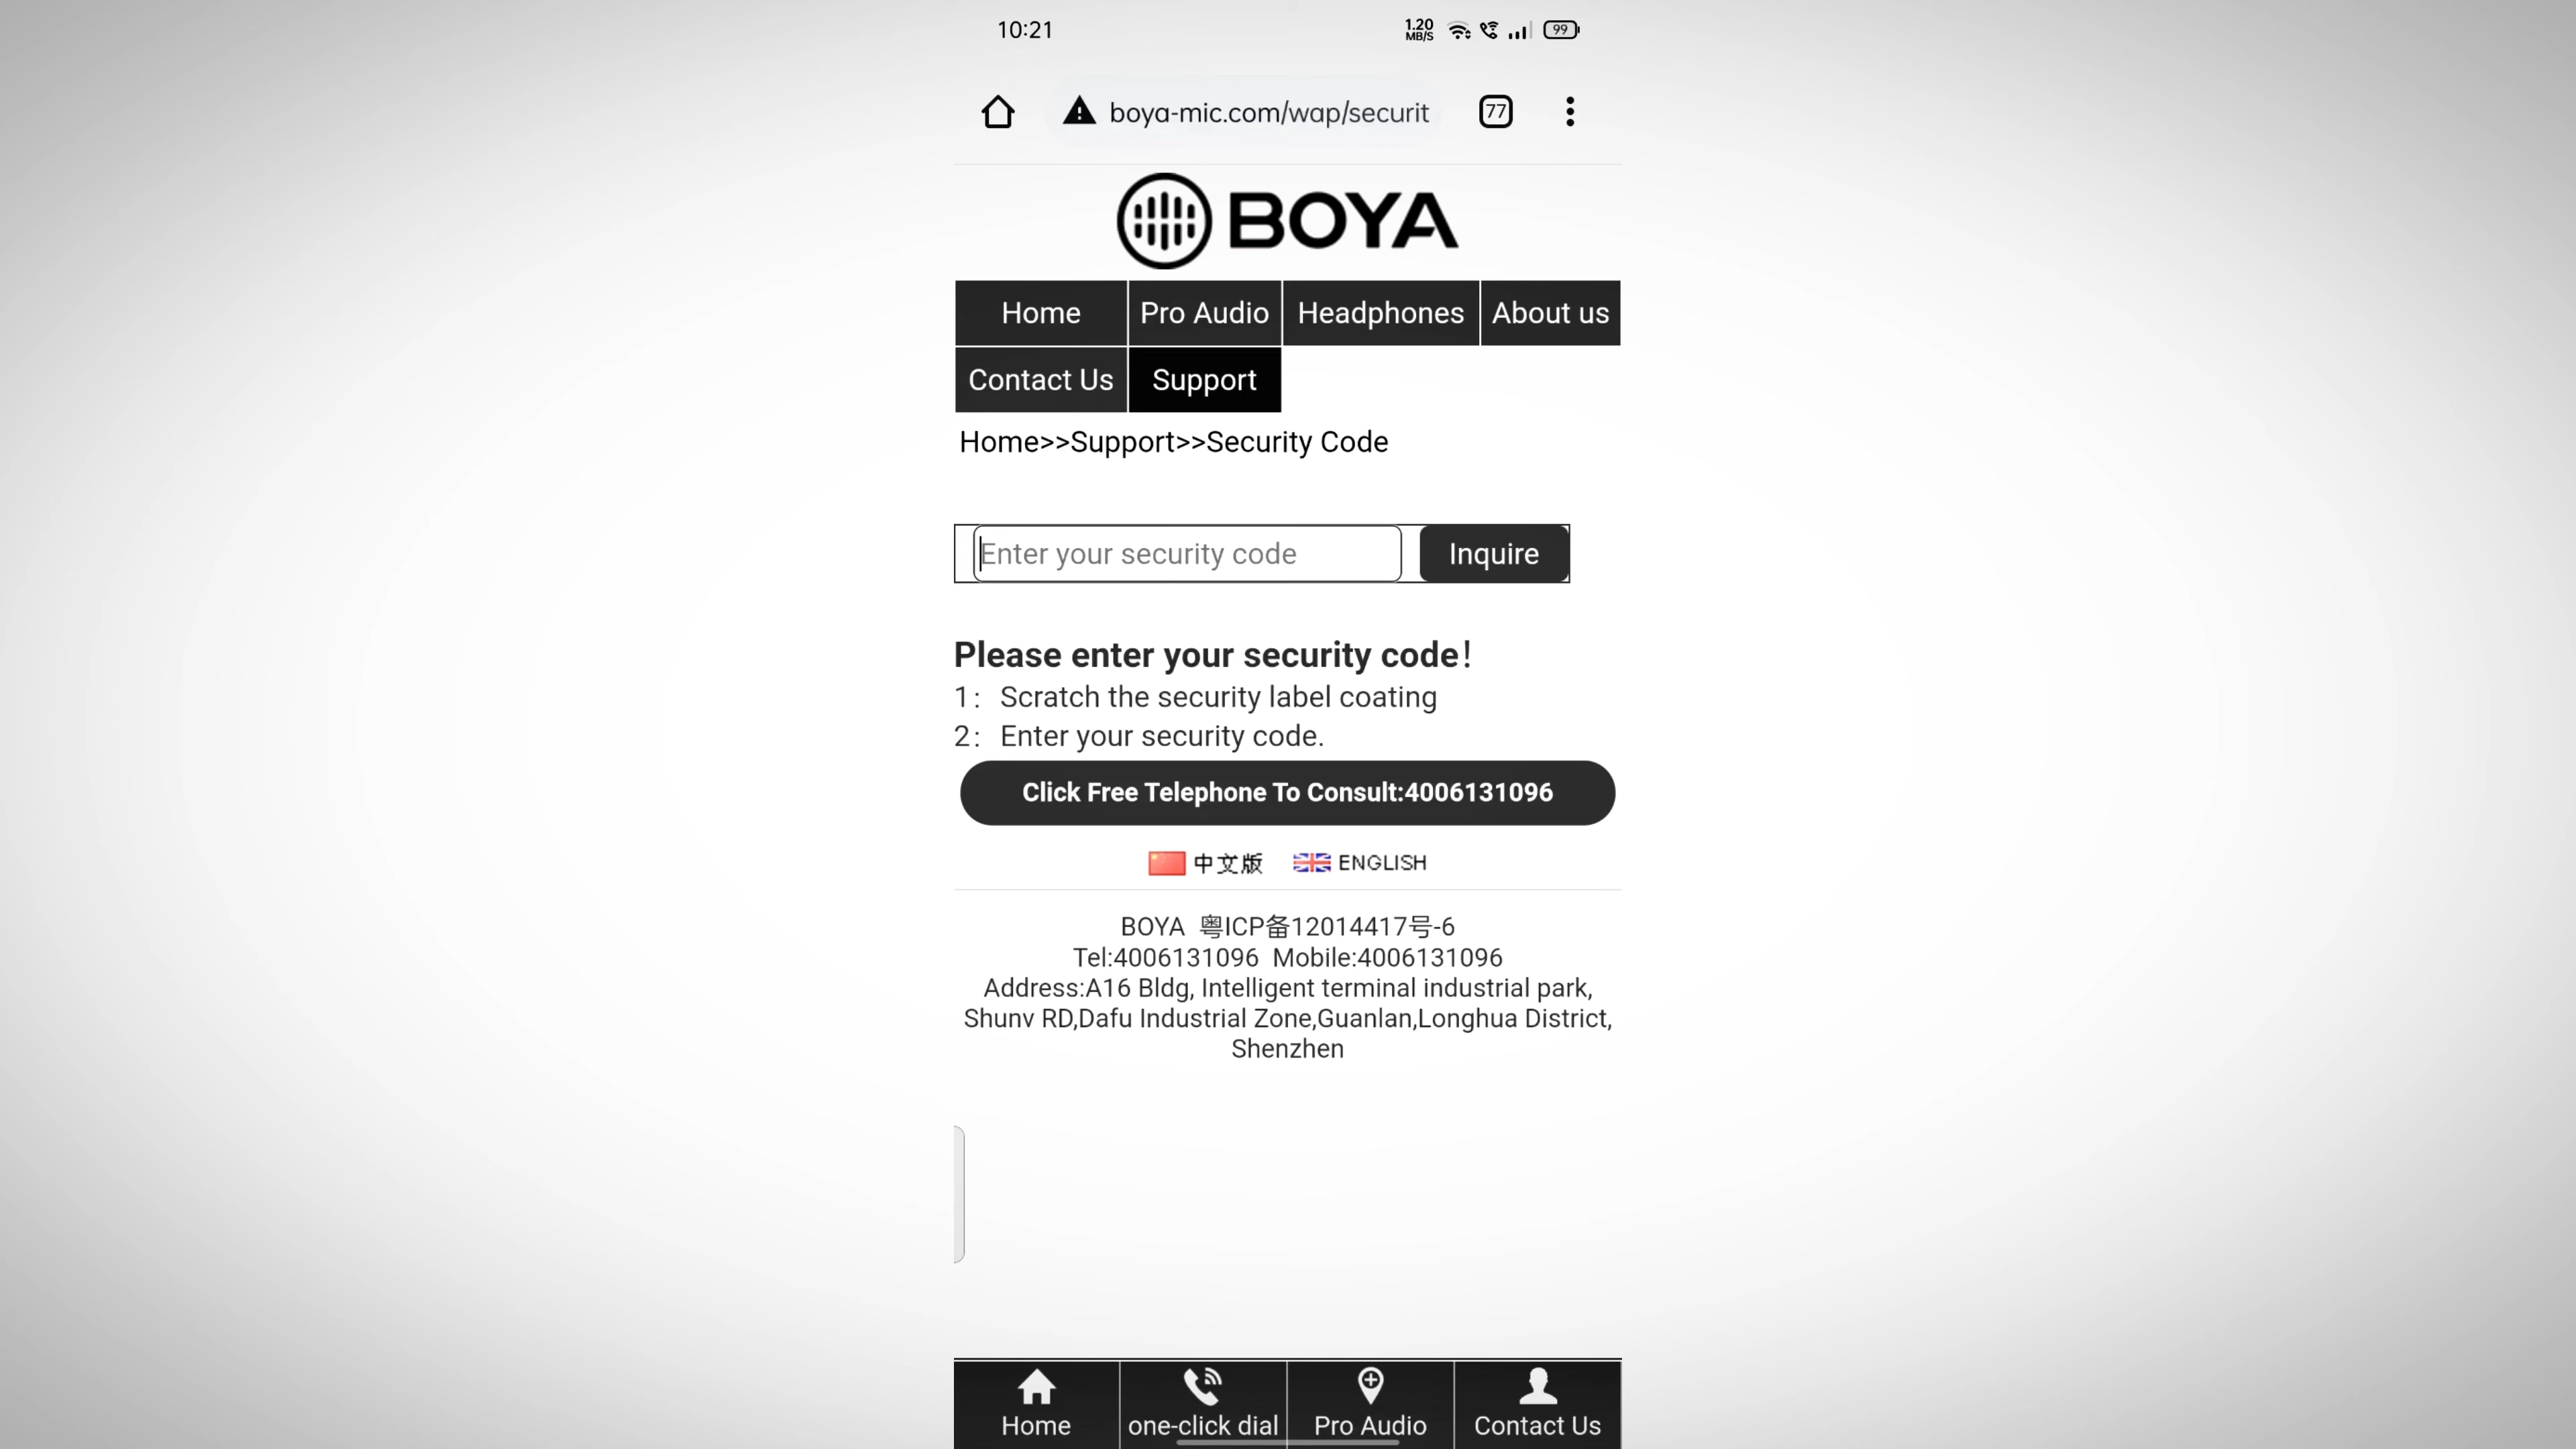 10:21
1.20
MB/S
99
boya-mic.com/wap/securit
77
BOYA
Home
Pro Audio
Headphones
About us
Contact Us
Support
Home>>Support>>Security Code
Enter your security code
Inquire
Please enter your security code！
1： Scratch the security label coating
2： Enter your security code.
Click Free Telephone To Consult:4006131096
中文版
ENGLISH
BOYA 粤ICP备12014417号-6
Tel:4006131096 Mobile:4006131096
Address:A16 Bldg, Intelligent terminal industrial park,
Shunv RD,Dafu Industrial Zone,Guanlan,Longhua District,
Shenzhen
Home
one-click dial
Pro Audio
Contact Us